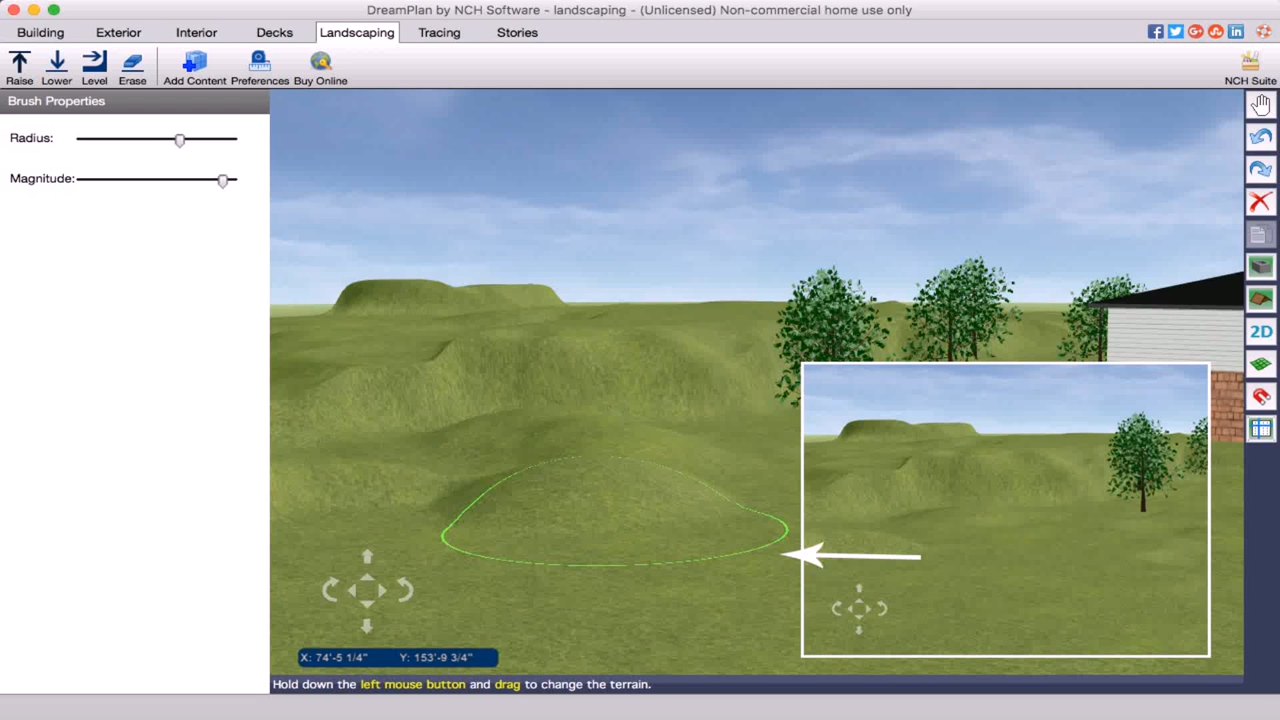 DreamPlan by NCH Software - landscaping - (Unlicensed) Non-commercial home use only
Building Exterior Interior Decks Landscaping Tracing Stories
Raise Lower Level Erase Add Content Preferences Buy Online NCH Suite
Brush Properties
Radius:
Magnitude:
2D
X: 74'-5 1/4" Y: 153'-9 3/4"
Hold down the left mouse button and drag to change the terrain.